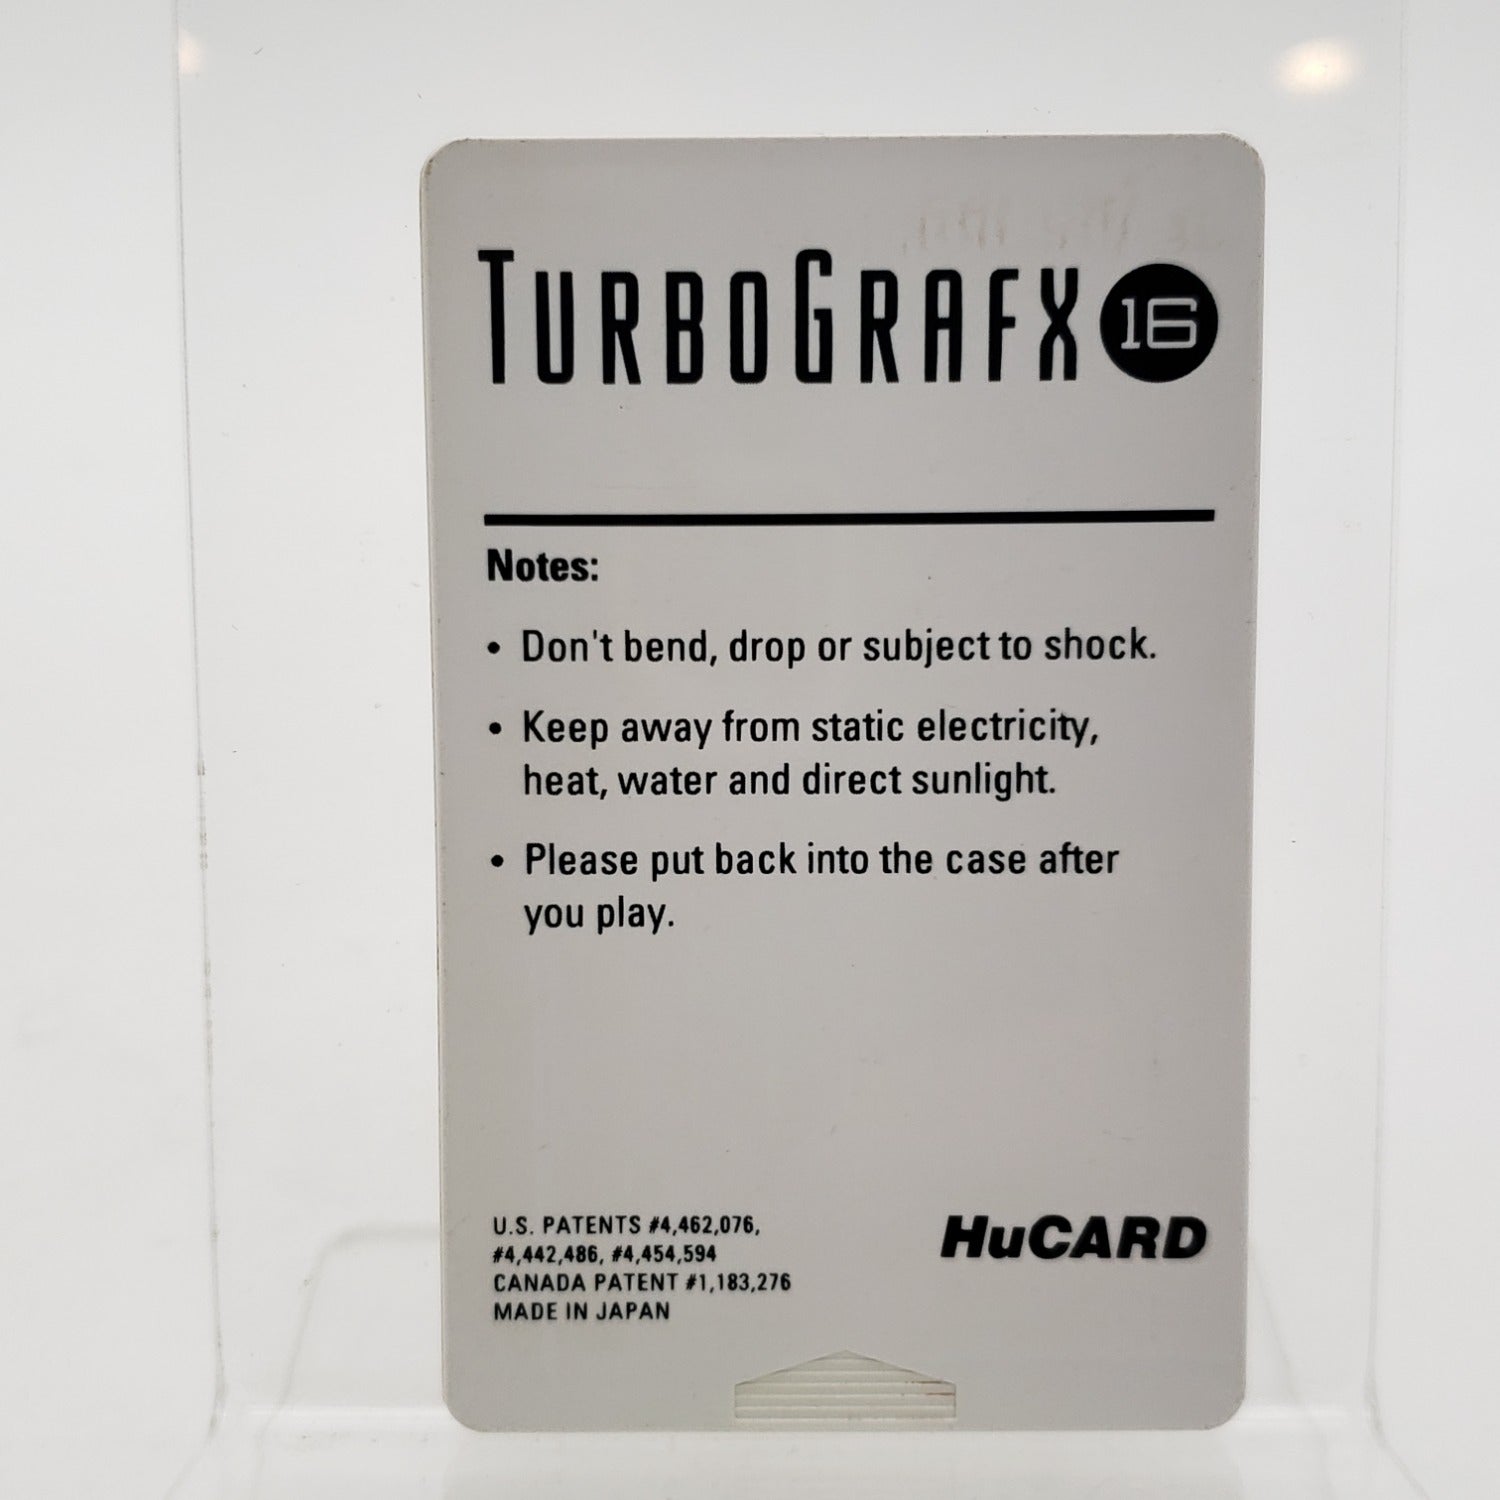 TURBOGRAFX 16
Notes:
• Don't bend, drop or subject to shock.
• Keep away from static electricity,
heat, water and direct sunlight.
• Please put back into the case after
you play.
U.S. PATENTS #4,462,076,
#4,442,486, #4,454,594
CANADA PATENT #1,183,276
MADE IN JAPAN
HuCARD